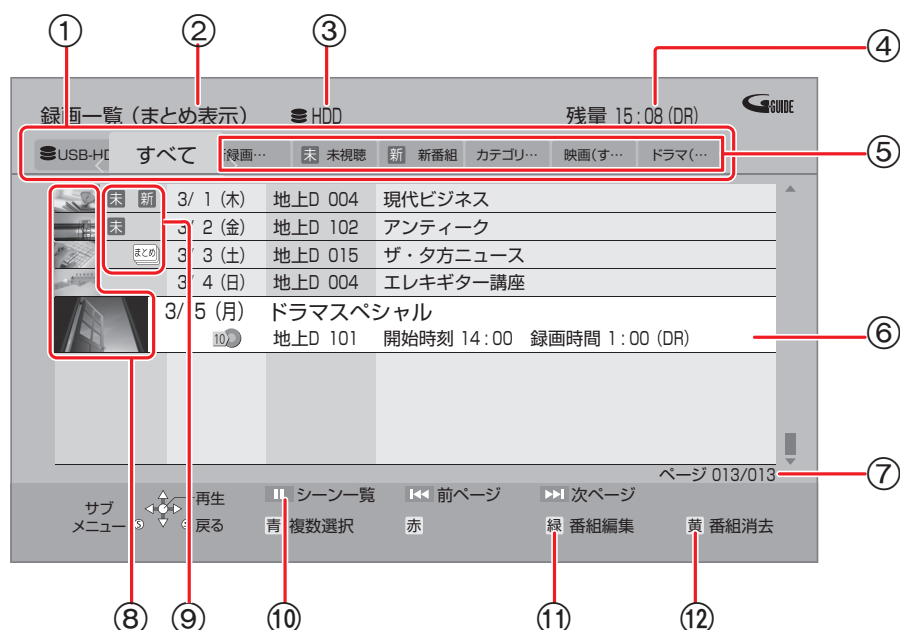 ① ② ③ ④
録画一覧(まとめ表示) HDD 残量 15:08 (DR) G-GUIDE
USB-HD すべて 録画… 未 未視聴 新 新番組 カテゴリ… 映画(す… ドラマ(… ⑤
未 新 3/ 1 (木) 地上D 004 現代ビジネス
未 3/ 2 (金) 地上D 102 アンティーク
まとめ 3/ 3 (土) 地上D 015 ザ・夕方ニュース
3/ 4 (日) 地上D 004 エレキギター講座
3/ 5 (月) ドラマスペシャル
10 地上D 101 開始時刻 14:00 録画時間 1:00 (DR) ⑥
ページ 013/013 ⑦
サブメニュー S 再生 シーン一覧 前ページ 次ページ
戻る 青 複数選択 赤 緑 番組編集 黄 番組消去
⑧ ⑨ ⑩ ⑪ ⑫